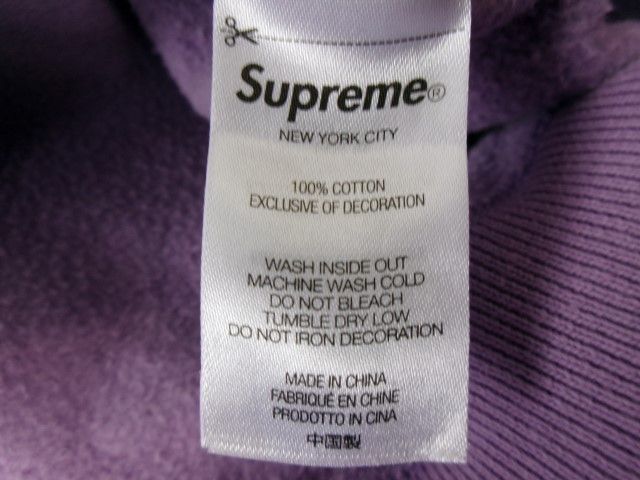 Supreme®
NEW YORK CITY
100% COTTON
EXCLUSIVE OF DECORATION
WASH INSIDE OUT
MACHINE WASH COLD
DO NOT BLEACH
TUMBLE DRY LOW
DO NOT IRON DECORATION
MADE IN CHINA
FABRIQUÉ EN CHINE
PRODOTTO IN CINA
中国製